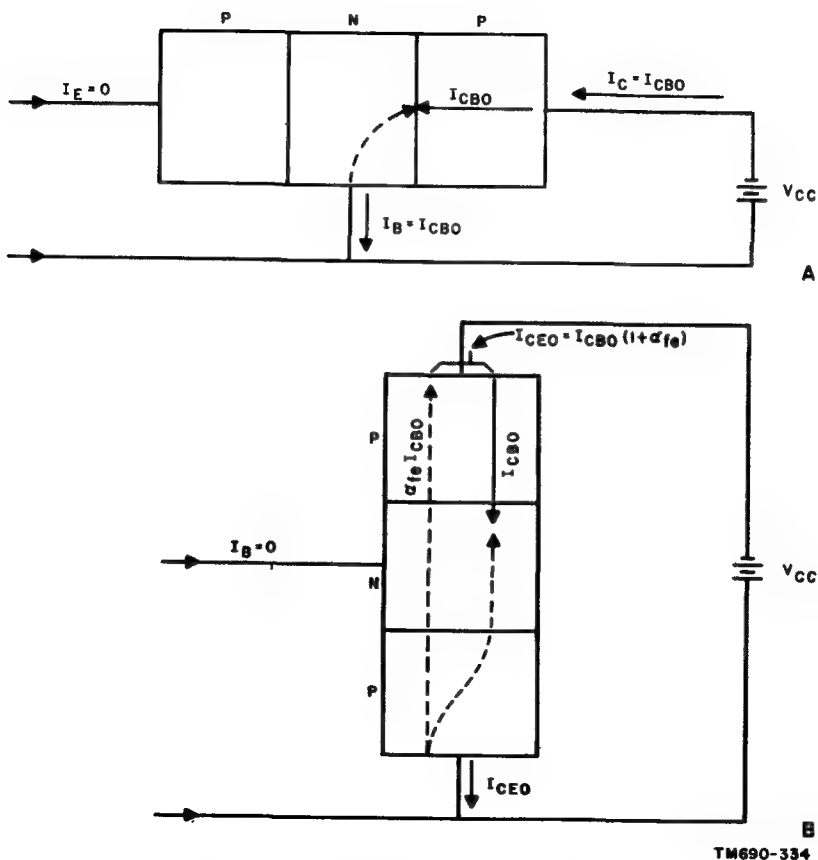 P N P
I_E=0
I_CBO
I_C=I_CBO
I_B=I_CBO
V_CC
A
I_CEO=I_CBO(1+α_fe)
P
α_fe I_CBO
I_CBO
I_B=0
N
V_CC
P
I_CEO
B
TM690-334